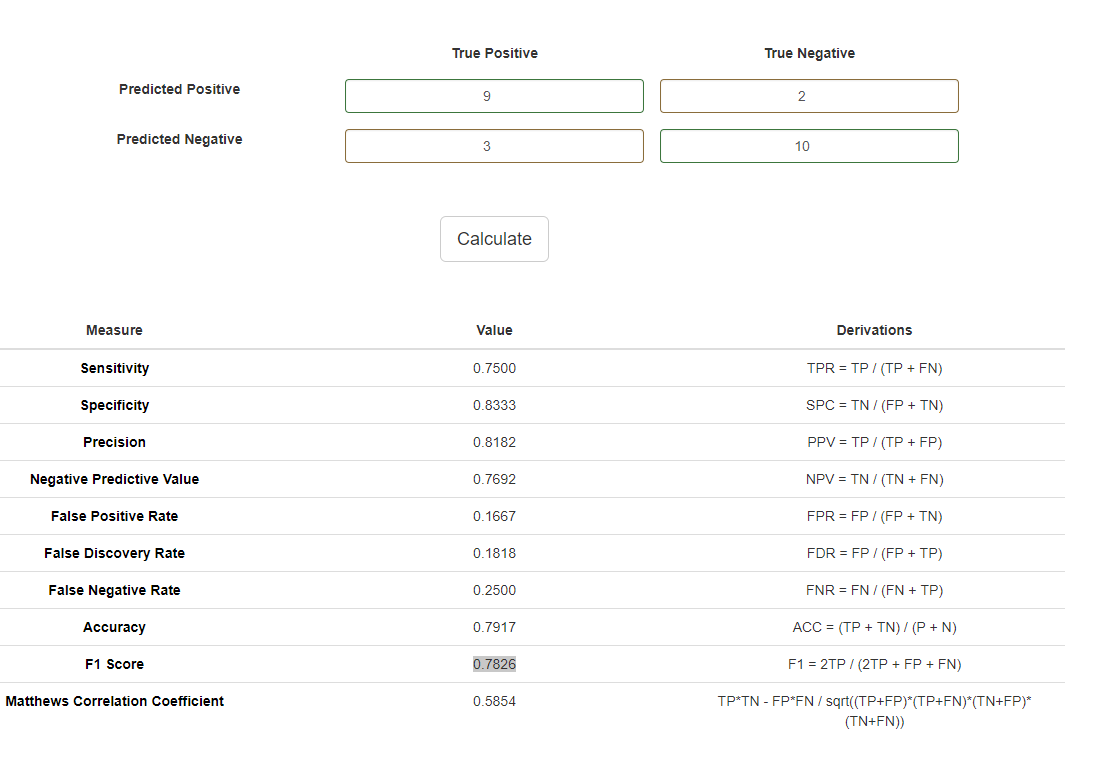 True Positive True Negative
Predicted Positive 9 2
Predicted Negative 3 10
Calculate
Measure Value Derivations
Sensitivity 0.7500 TPR = TP / (TP + FN)
Specificity 0.8333 SPC = TN / (FP + TN)
Precision 0.8182 PPV = TP / (TP + FP)
Negative Predictive Value 0.7692 NPV = TN / (TN + FN)
False Positive Rate 0.1667 FPR = FP / (FP + TN)
False Discovery Rate 0.1818 FDR = FP / (FP + TP)
False Negative Rate 0.2500 FNR = FN / (FN + TP)
Accuracy 0.7917 ACC = (TP + TN) / (P + N)
F1 Score 0.7826 F1 = 2TP / (2TP + FP + FN)
Matthews Correlation Coefficient 0.5854 TP*TN - FP*FN / sqrt((TP+FP)*(TP+FN)*(TN+FP)*
(TN+FN))